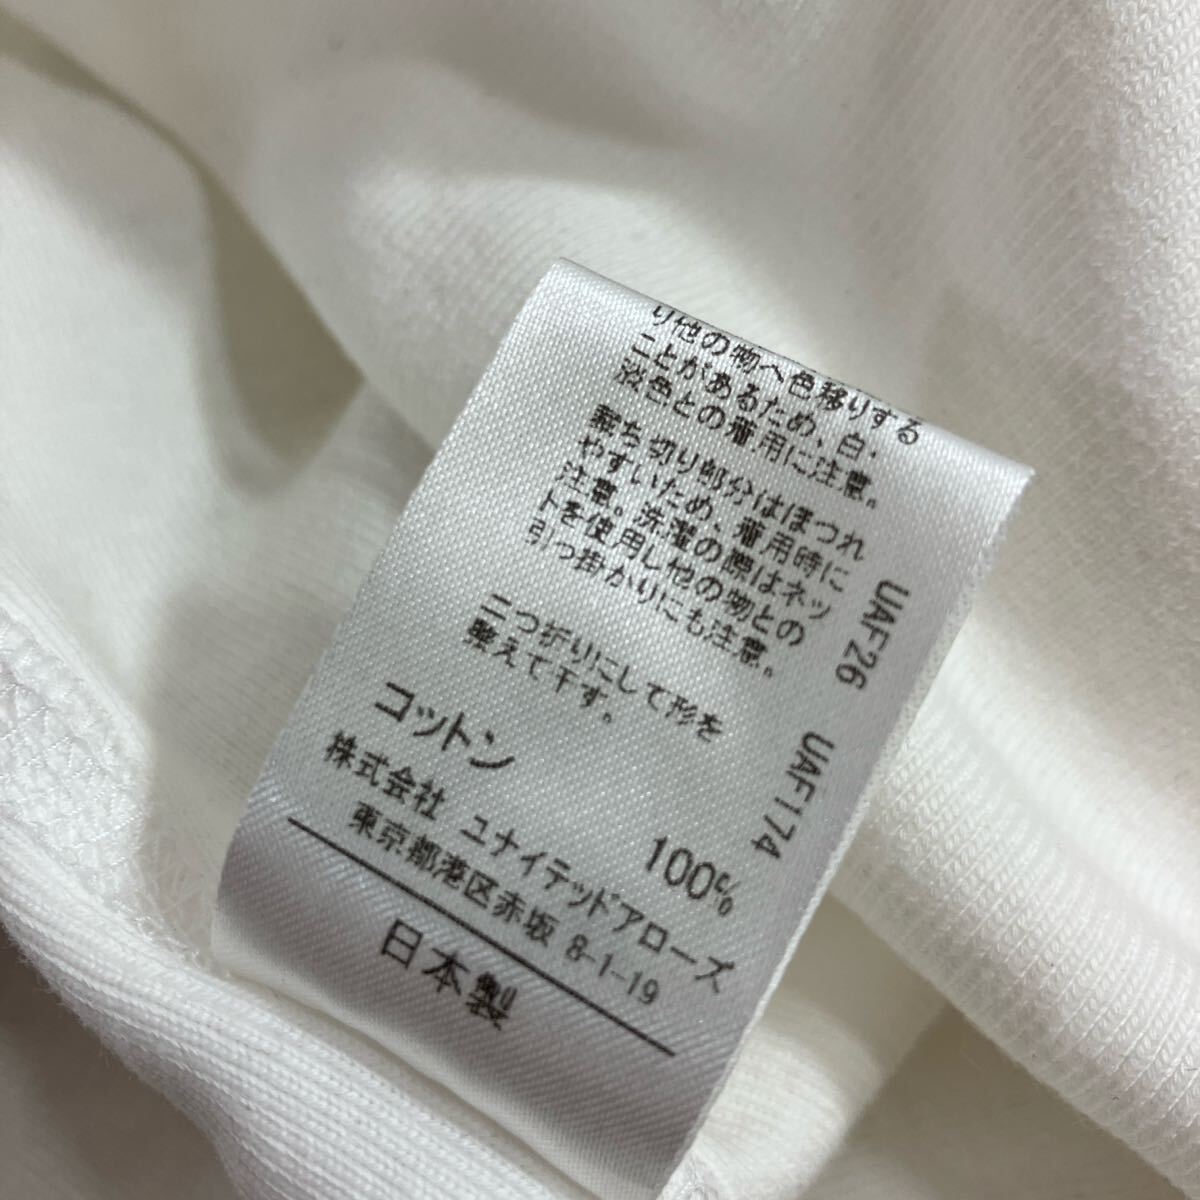 り他の物へ色移りする
ことがあるため、白、
淡色との着用に注意。
裁ち切り部分はほつれ
やすいため、着用時に
注意。洗濯の際はネッ
トを使用し他の物との
引っ掛かりにも注意。
二つ折りにして形を
整えて干す。
UAF26 UAF174
コットン 100%
株式会社 ユナイテッドアローズ
東京都港区赤坂 8-1-19
日本製